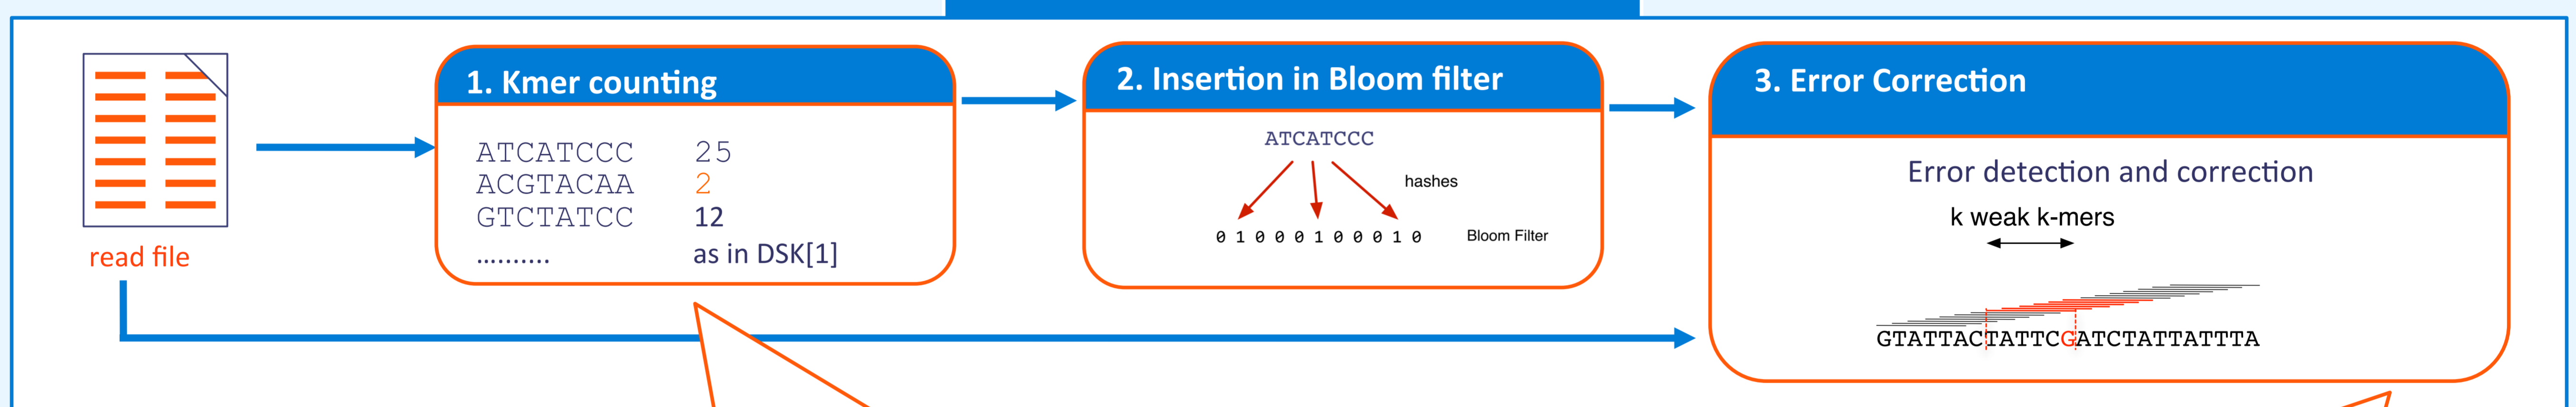 read file
1. Kmer counting
ATCATCCC 25
ACGTACAA 2
GTCTATCC 12
.......... as in DSK[1]
2. Insertion in Bloom filter
ATCATCCC
hashes
0 1 0 0 0 1 0 0 0 1 0 Bloom Filter
3. Error Correction
Error detection and correction
k weak k-mers
GTATTACTATTCGATCTATTATTTA